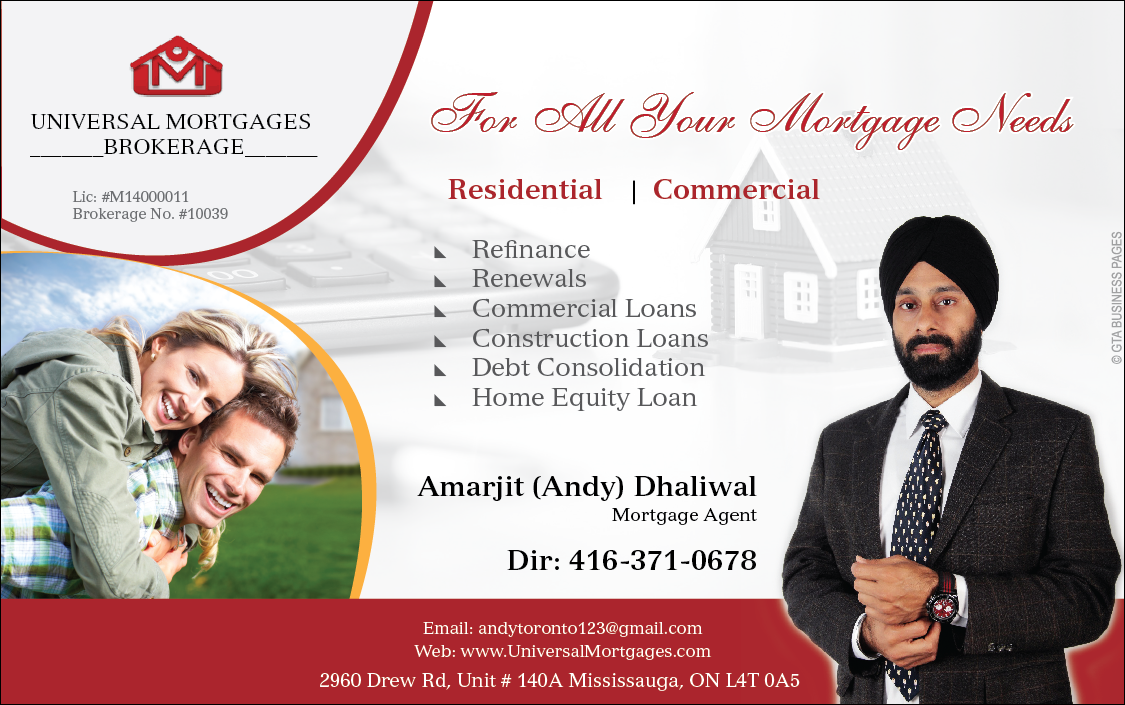 UNIVERSAL MORTGAGES
_______BROKERAGE_______
Lic: #M14000011
Brokerage No. #10039
For All Your Mortgage Needs
Residential | Commercial
Refinance
Renewals
Commercial Loans
Construction Loans
Debt Consolidation
Home Equity Loan
Amarjit (Andy) Dhaliwal
Mortgage Agent
Dir: 416-371-0678
Email: andytoronto123@gmail.com
Web: www.UniversalMortgages.com
2960 Drew Rd, Unit # 140A Mississauga, ON L4T 0A5
© GTA BUSINESS PAGES